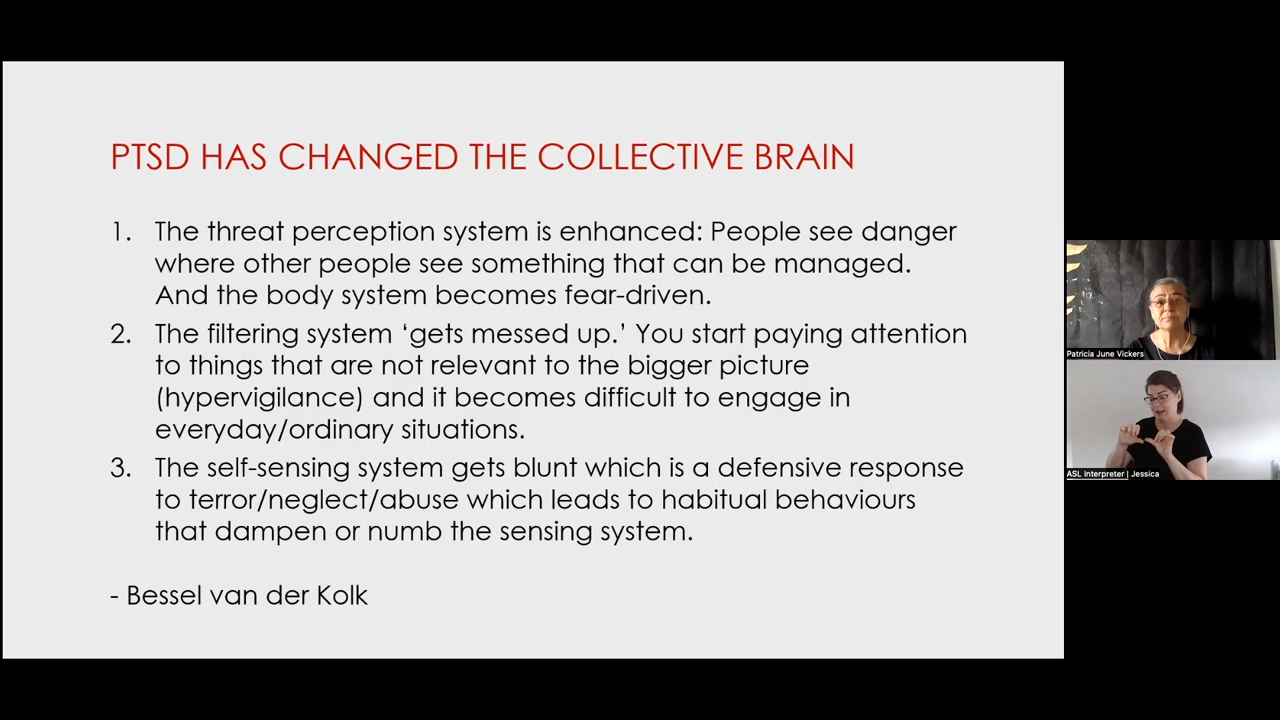 PTSD HAS CHANGED THE COLLECTIVE BRAIN
1. The threat perception system is enhanced: People see danger
where other people see something that can be managed.
And the body system becomes fear-driven.
2. The filtering system ‘gets messed up.’ You start paying attention
to things that are not relevant to the bigger picture
(hypervigilance) and it becomes difficult to engage in
everyday/ordinary situations.
3. The self-sensing system gets blunt which is a defensive response
to terror/neglect/abuse which leads to habitual behaviours
that dampen or numb the sensing system.
- Bessel van der Kolk
Patricia June Vickers
ASL Interpreter | Jessica